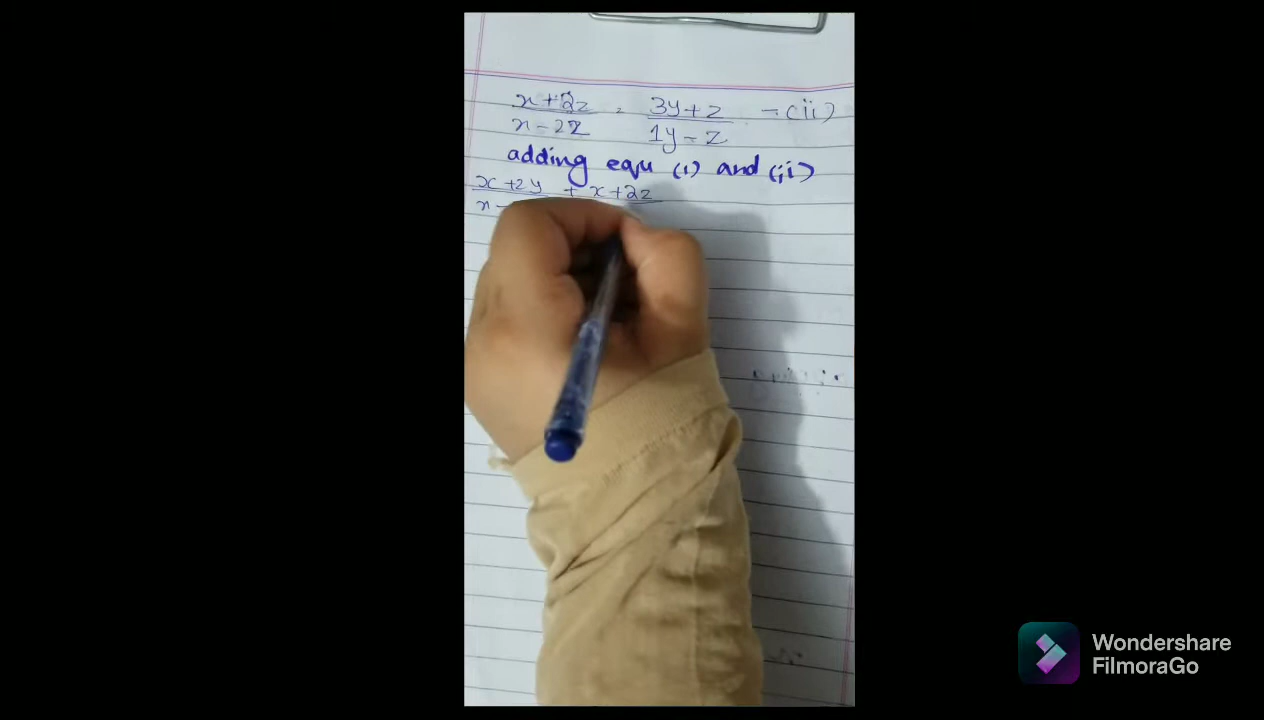 x+2z = 3y+z -(ii)
x-2z 1y-z
adding equ (i) and (ii)
x+2y + x+2z
x-
Wondershare
FilmoraGo